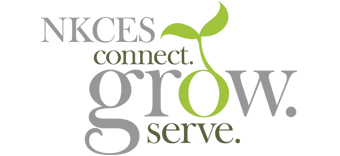 NKCES
connect.
grow.
serve.